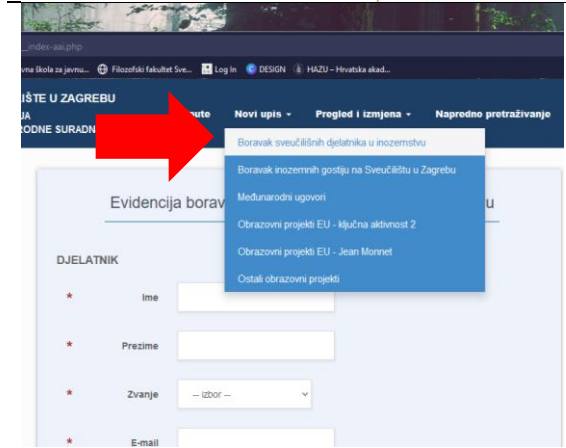 _index-aai.php
vna škola za javnu... Filozofski fakultet Sve... Log In DESIGN HAZU – Hrvatska akad...
IŠTE U ZAGREBU
JA
RODNE SURADN
Novi upis Pregled i izmjena Napredno pretraživanje
Boravak sveučilišnih djelatnika u inozemstvu
Boravak inozemnih gostiju na Sveučilištu u Zagrebu
Međunarodni ugovori
Obrazovni projekti EU - ključna aktivnost 2
Obrazovni projekti EU - Jean Monnet
Ostali obrazovni projekti
Evidencija borav u
DJELATNIK
* Ime
* Prezime
* Zvanje -- izbor --
* E-mail